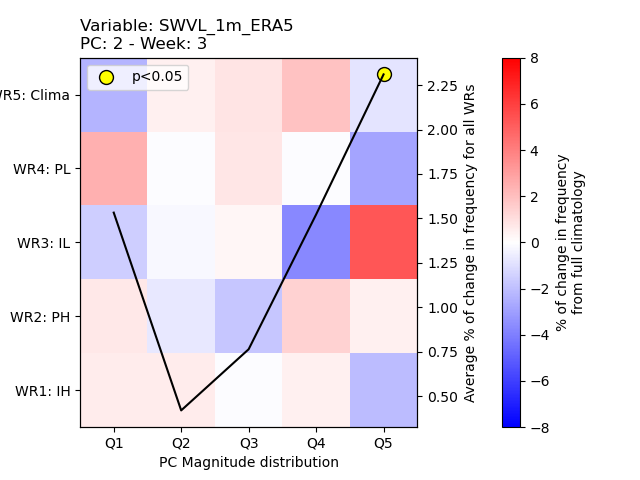 Variable: SWVL_1m_ERA5
PC: 2 - Week: 3
p<0.05
WR5: Clima
WR4: PL
WR3: IL
WR2: PH
WR1: IH
Q1 Q2 Q3 Q4 Q5
PC Magnitude distribution
2.25
2.00
1.75
1.50
1.25
1.00
0.75
0.50
Average % of change in frequency for all WRs
8
6
4
2
0
−2
−4
−6
−8
% of change in frequency
from full climatology